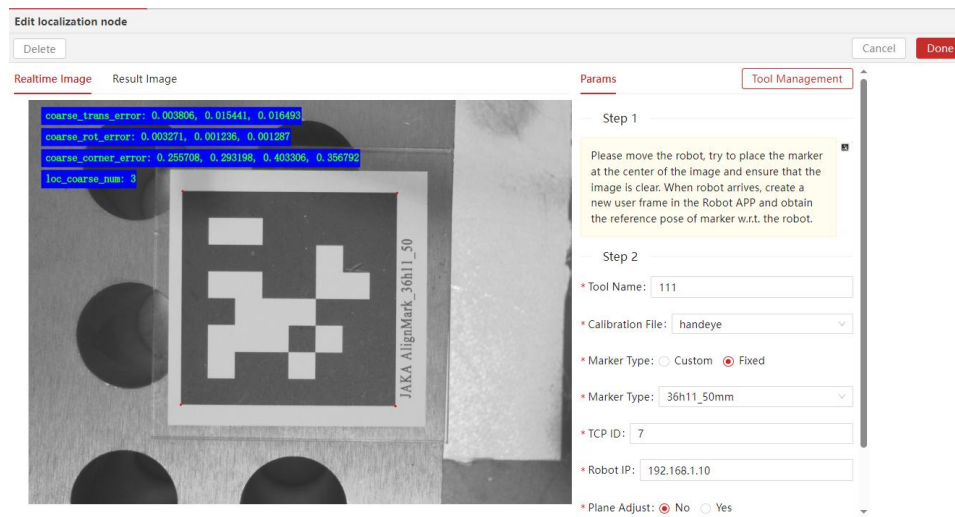 Edit localization node
Delete
Cancel
Done
Realtime Image
Result Image
Params
Tool Management
coarse_trans_error: 0.003806, 0.015441, 0.016493
coarse_rot_error: 0.003271, 0.001236, 0.001287
coarse_corner_error: 0.255708, 0.293198, 0.403306, 0.356792
loc_coarse_num: 3
JAKA AlignMark_36h11_50
Step 1
Please move the robot, try to place the marker
at the center of the image and ensure that the
image is clear. When robot arrives, create a
new user frame in the Robot APP and obtain
the reference pose of marker w.r.t. the robot.
Step 2
* Tool Name: 111
* Calibration File: handeye
* Marker Type: Custom Fixed
* Marker Type: 36h11_50mm
* TCP ID: 7
* Robot IP: 192.168.1.10
* Plane Adjust: No Yes